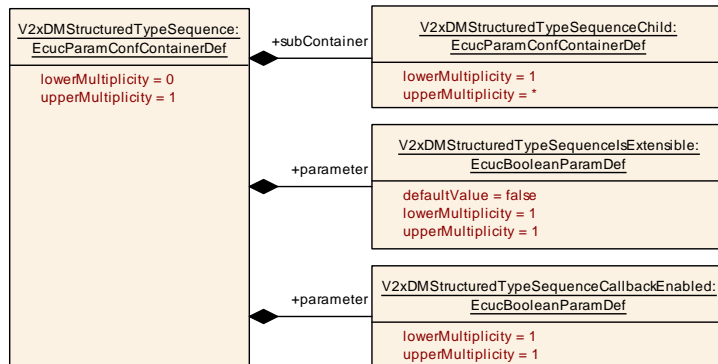 V2xDMStructuredTypeSequence:
EcucParamConfContainerDef
lowerMultiplicity = 0
upperMultiplicity = 1
+subContainer
V2xDMStructuredTypeSequenceChild:
EcucParamConfContainerDef
lowerMultiplicity = 1
upperMultiplicity = *
+parameter
V2xDMStructuredTypeSequenceIsExtensible:
EcucBooleanParamDef
defaultValue = false
lowerMultiplicity = 1
upperMultiplicity = 1
+parameter
V2xDMStructuredTypeSequenceCallbackEnabled:
EcucBooleanParamDef
lowerMultiplicity = 1
upperMultiplicity = 1